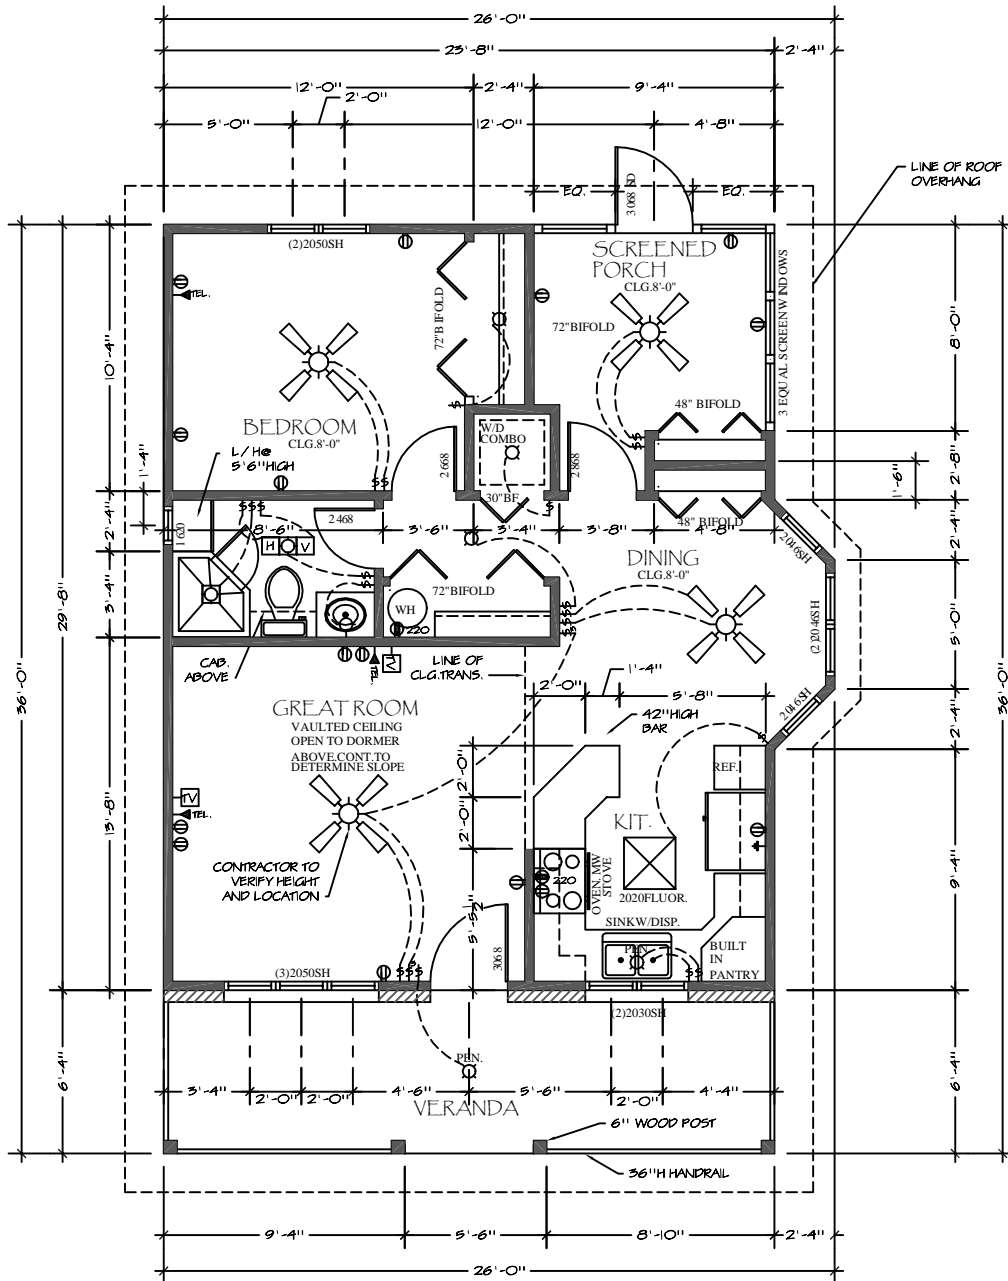 26'-0"
23'-8" 2'-4"
12'-0" 2'-4" 9'-4"
2'-0"
5'-0" 12'-0" 4'-8"
LINE OF ROOF
OVERHANG
EQ. 3068 SD EQ.
(2)2050SH
SCREENED
PORCH
CLG.8'-0"
TEL.
72"BIFOLD
72"BIFOLD
3 EQUAL SCREEN WINDOWS
8'-0"
10'-4"
48" BIFOLD
BEDROOM
CLG.8'-0"
W/D
COMBO
L/H@
5'6"HIGH
1'-4"
2668
2868
2'-8"
1'-6"
30"BF
48" BIFOLD
1620
2468
8'-6" 3'-6" 3'-4" 3'-8" 4'-8"
2'-4"
2'-4"
2016SH
H V
DINING
CLG.8'-0"
3'-4"
72"BIFOLD
WH
220
(2)2046SH
5'-0"
29'-8"
36'-0"
36'-0"
CAB.
ABOVE
TEL.
TV
LINE OF
CLG.TRANS.
1'-4"
2'-0" 5'-8"
42"HIGH
BAR
2016SH
2'-4"
GREAT ROOM
VAULTED CEILING
OPEN TO DORMER
ABOVE.CONT.TO
DETERMINE SLOPE
2'-0"
REF.
TV
TEL.
2'-0"
KIT.
13'-8"
CONTRACTOR TO
VERIFY HEIGHT
AND LOCATION
220
OVEN. MW
STOVE
2020FLUOR.
9'-4"
5'-5½"
SINKW/DISP.
3068
PEN.
BUILT
IN
PANTRY
(3)2050SH
(2)2030SH
PEN.
6'-4"
6'-4"
3'-4" 2'-0" 2'-0" 4'-6" 5'-6" 2'-0" 4'-4"
VERANDA
6" WOOD POST
36"H HANDRAIL
9'-4" 5'-6" 8'-10" 2'-4"
26'-0"